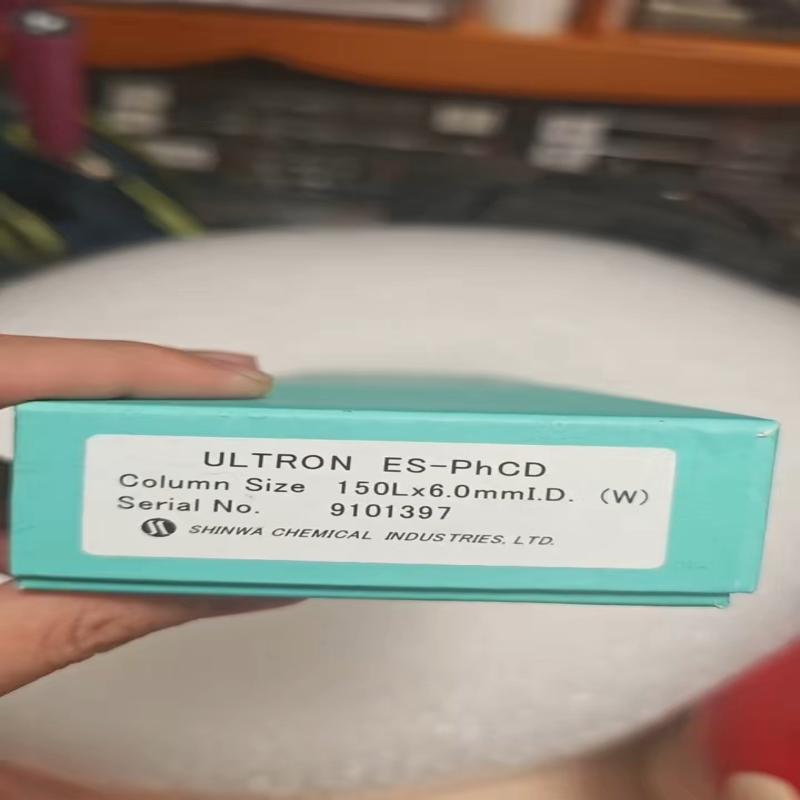 ULTRON ES-PhCD
Column Size 150Lx6.0mmI.D. (W)
Serial No. 9101397
SHINWA CHEMICAL INDUSTRIES, LTD.